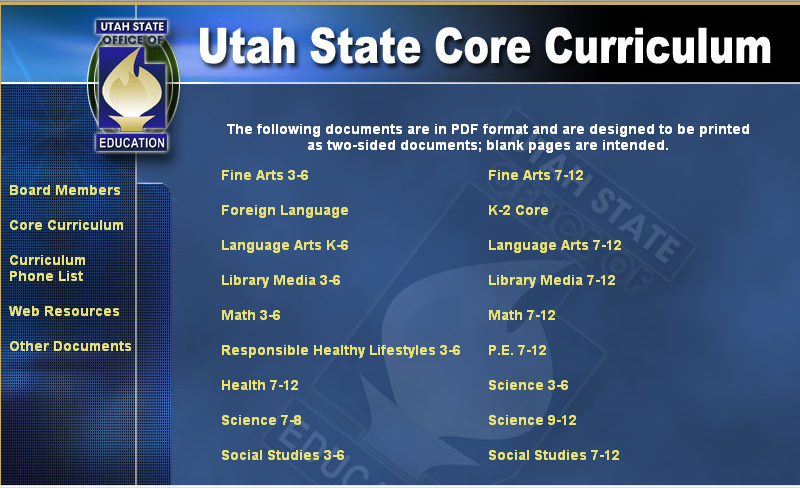 UTAH STATE
OFFICE OF
EDUCATION
Utah State Core Curriculum
Board Members
Core Curriculum
Curriculum
Phone List
Web Resources
Other Documents
The following documents are in PDF format and are designed to be printed
as two-sided documents; blank pages are intended.
Fine Arts 3-6
Fine Arts 7-12
Foreign Language
K-2 Core
Language Arts K-6
Language Arts 7-12
Library Media 3-6
Library Media 7-12
Math 3-6
Math 7-12
Responsible Healthy Lifestyles 3-6
P.E. 7-12
Health 7-12
Science 3-6
Science 7-8
Science 9-12
Social Studies 3-6
Social Studies 7-12
UTAH STATE
OFFICE OF
EDUCA